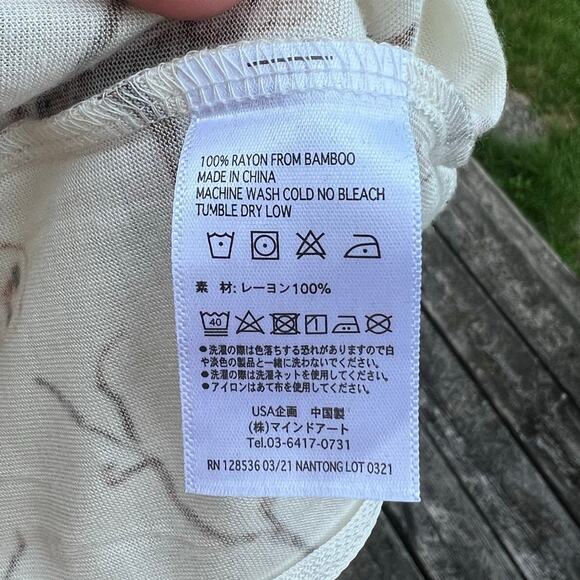 100% RAYON FROM BAMBOO
MADE IN CHINA
MACHINE WASH COLD NO BLEACH
TUMBLE DRY LOW
素 材: レーヨン100%
40
●洗濯の際は色落ちする恐れがありますので白
や淡色の製品と一緒に洗わないでください。
●洗濯の際は洗濯ネットを使用してください。
●アイロンはあて布を使用してください。
USA企画 中国製
(株)マインドアート
Tel.03-6417-0731
RN 128536 03/21 NANTONG LOT 0321